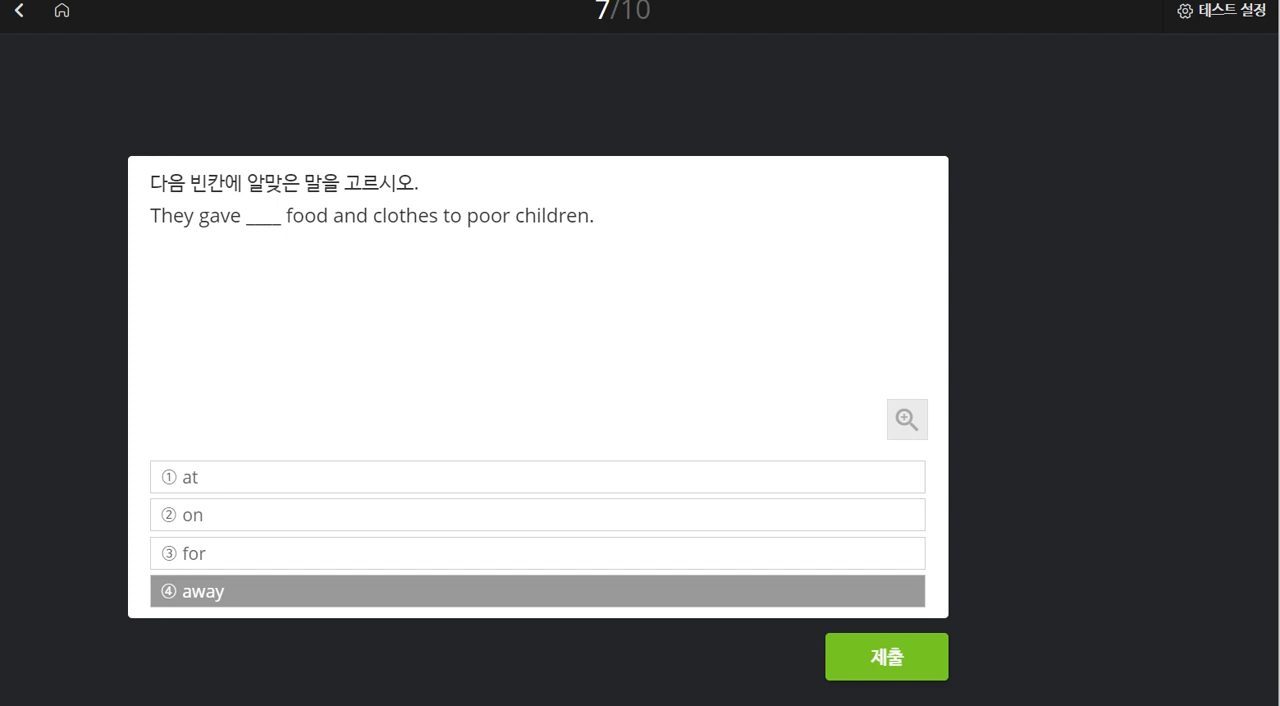 7/10
테스트 설정
다음 빈칸에 알맞은 말을 고르시오.
They gave ____ food and clothes to poor children.
① at
② on
③ for
④ away
제출